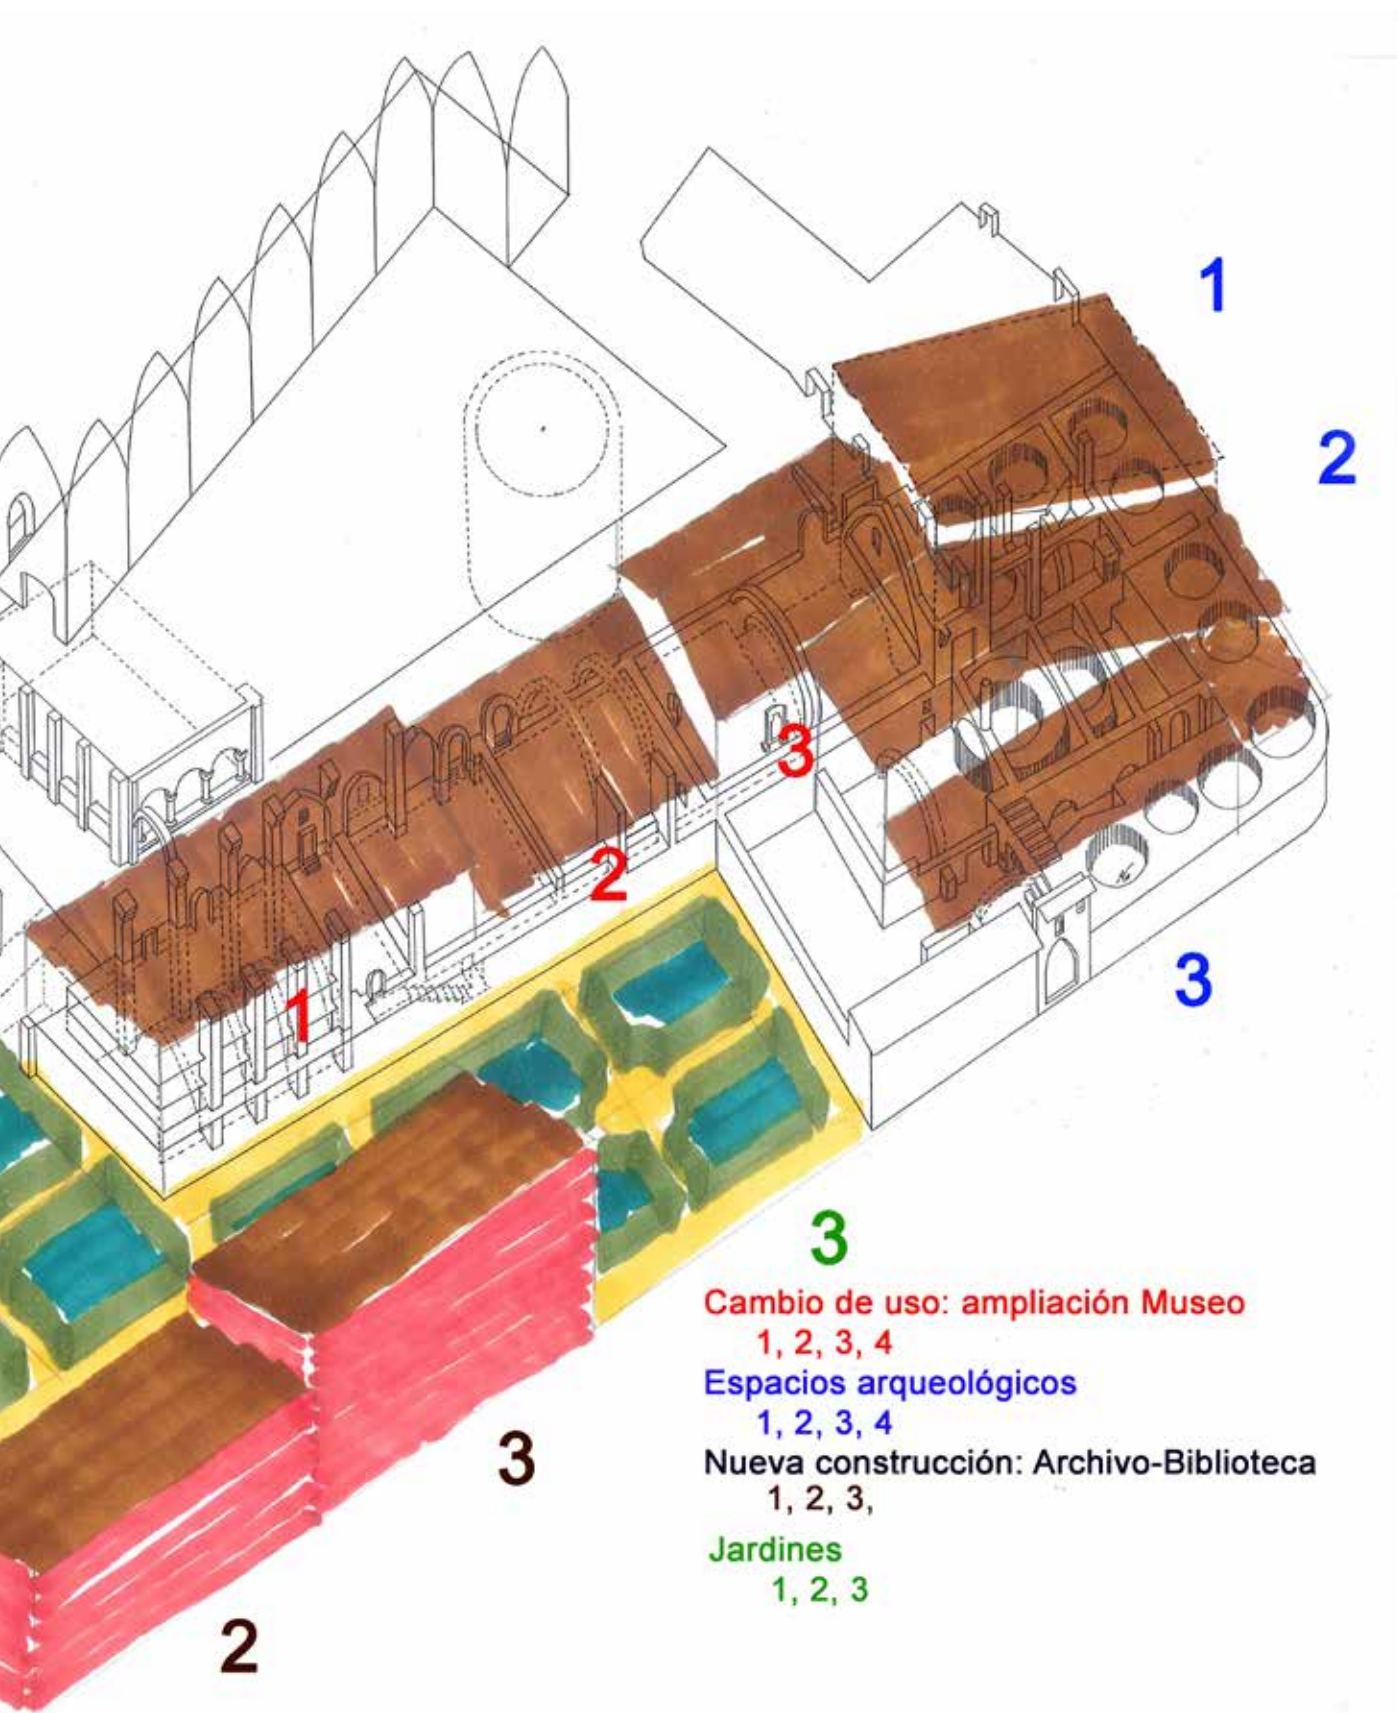 1
2
3
2
1
3
3
Cambio de uso: ampliación Museo
1, 2, 3, 4
Espacios arqueológicos
1, 2, 3, 4
3
Nueva construcción: Archivo-Biblioteca
1, 2, 3,
Jardines
1, 2, 3
2